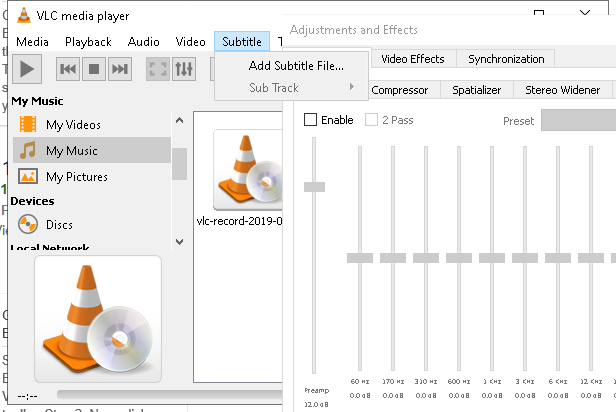 VLC media player
Adjustments and Effects
Media Playback Audio Video Subtitle
Add Subtitle File...
Sub Track
Video Effects Synchronization
Compressor Spatializer Stereo Widener
Enable 2 Pass Preset
My Music
My Videos
My Music
My Pictures
Devices
Discs
Local Network
vlc-record-2019-0
Preamp
12.0 dB
60 Hz 170 Hz 310 Hz 600 Hz 1 KHz 3 KHz 6 KHz 12 KHz
0.0 dB 0.0 dB 0.0 dB 0.0 dB 0.0 dB 0.0 dB 0.0 dB 0.0 dB
--:--